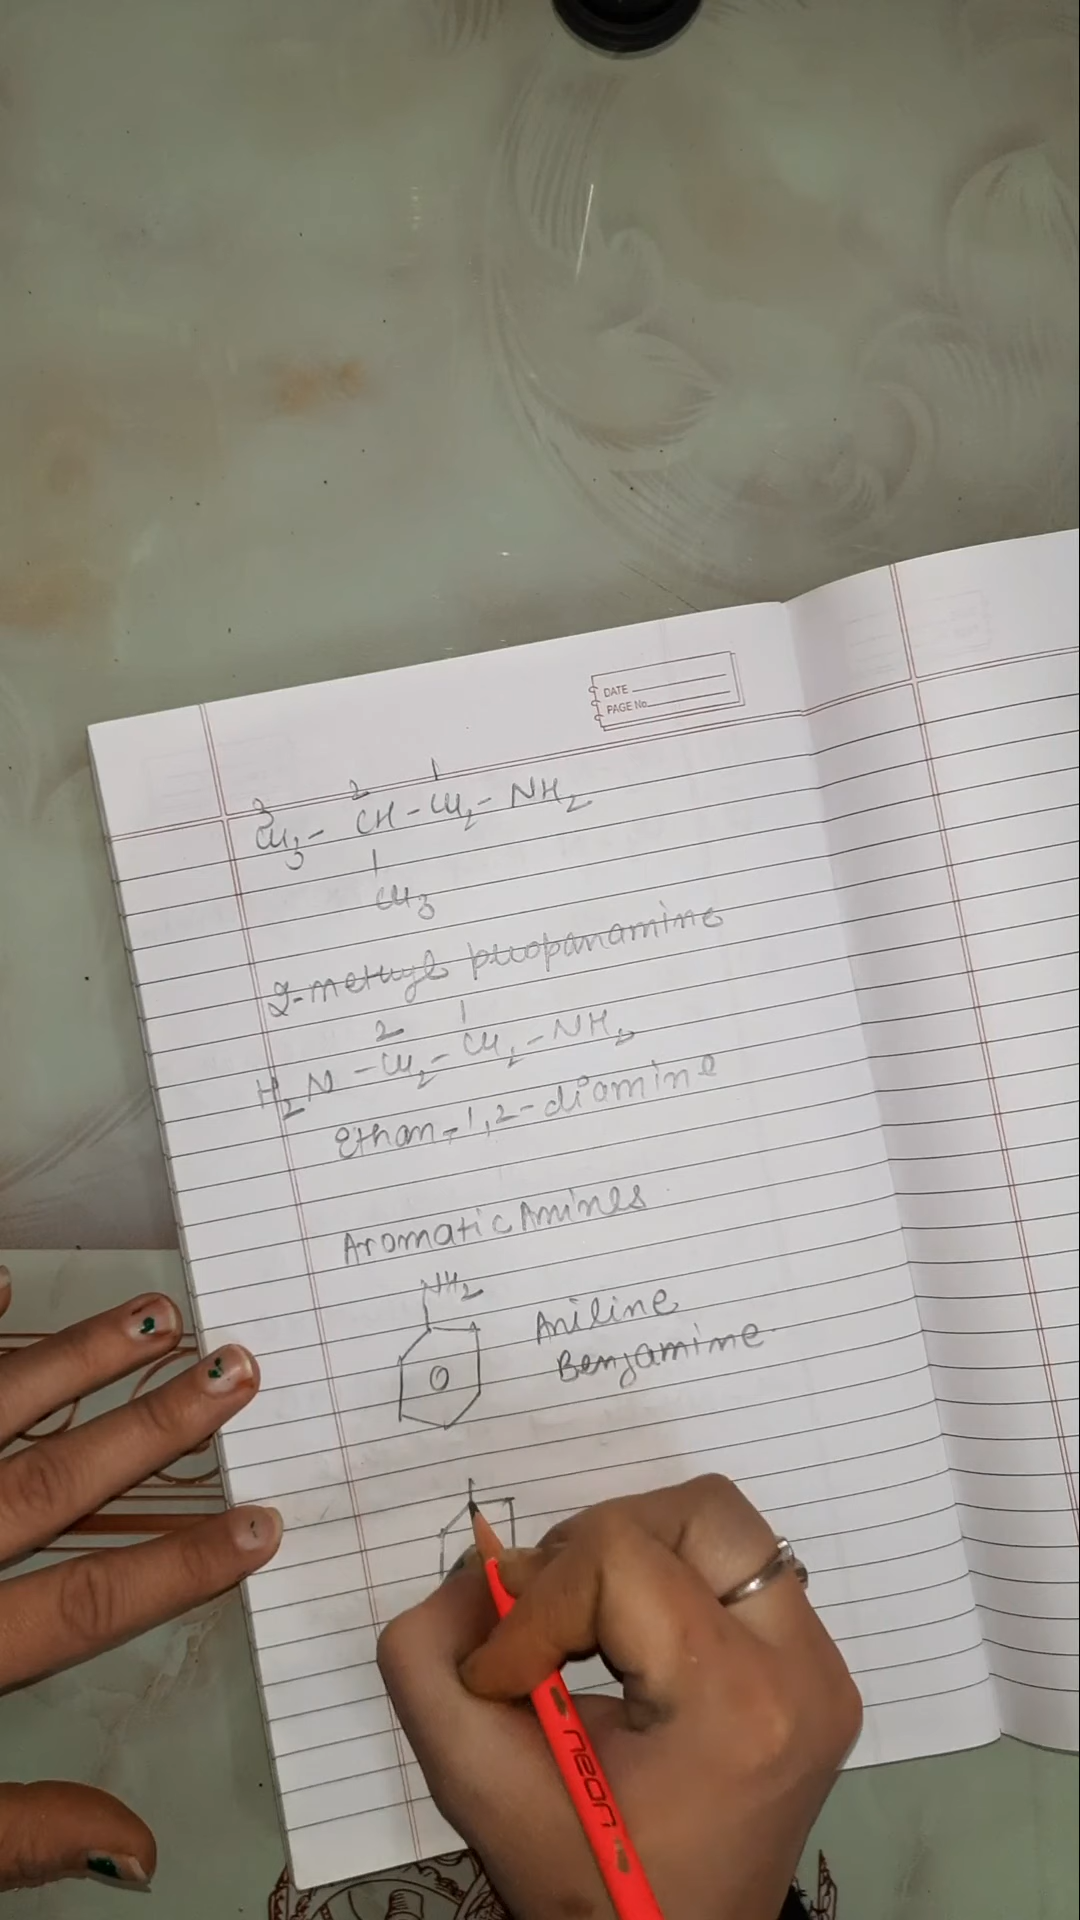 DATE
PAGE No.
3 2 1
CH3 - CH - CH2 - NH2
|
CH3
2-methyl propanamine
2 1
H2N - CH2 - CH2 - NH2
Ethan-1,2-diamine
Aromatic Amines
NH2
Aniline
Benzamine
neon